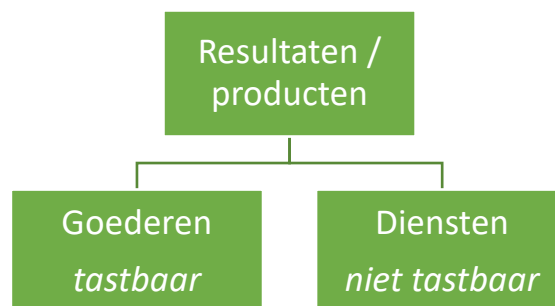 Resultaten /
producten
Goederen
tastbaar
Diensten
niet tastbaar